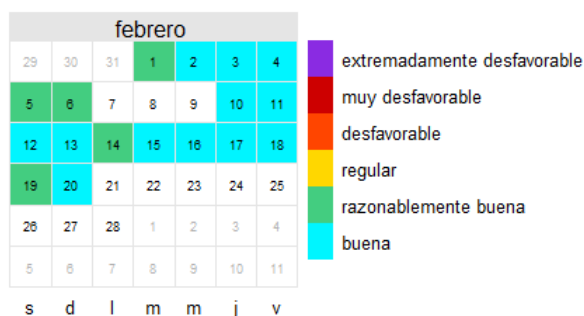 febrero
29 30 31 1 2 3 4
5 6 7 8 9 10 11
12 13 14 15 16 17 18
19 20 21 22 23 24 25
26 27 28 1 2 3 4
5 6 7 8 9 10 11
s d l m m j v
extremadamente desfavorable
muy desfavorable
desfavorable
regular
razonablemente buena
buena